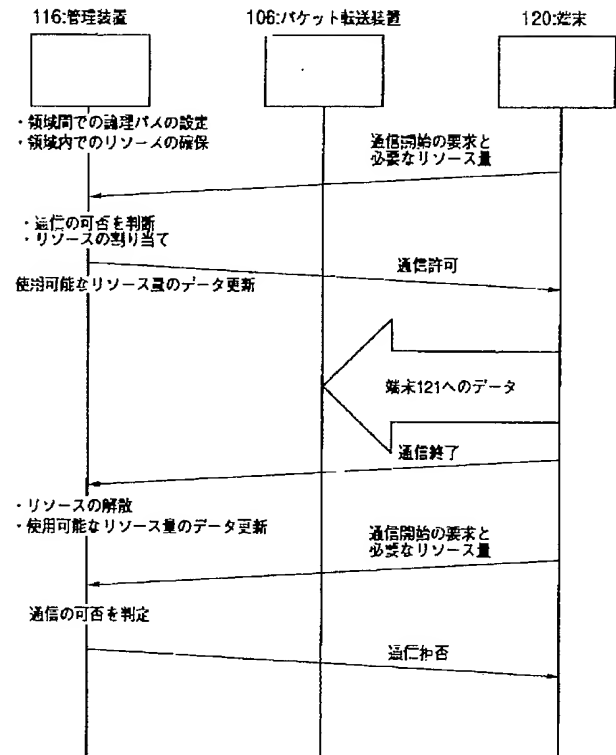 116:管理装置
106:パケット転送装置
120:端末
・領域間での論理パスの設定
・領域内でのリソースの確保
通信開始の要求と
必要なリソース量
・通信の可否を判断
・リソースの割り当て
通信許可
使用可能なリソース量のデータ更新
端末121へのデータ
通信終了
・リソースの解散
・使用可能なリソース量のデータ更新
通信開始の要求と
必要なリソース量
通信の可否を判定
通信拒否